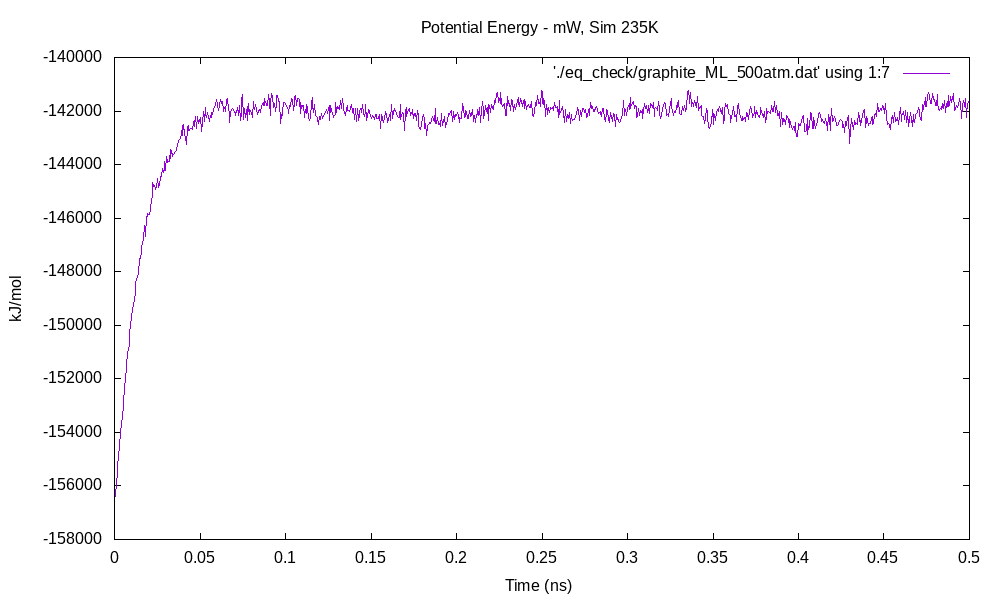 Potential Energy - mW, Sim 235K
'./eq_check/graphite_ML_500atm.dat' using 1:7
-140000
-142000
-144000
-146000
-148000
-150000
-152000
-154000
-156000
-158000
kJ/mol
0 0.05 0.1 0.15 0.2 0.25 0.3 0.35 0.4 0.45 0.5
Time (ns)